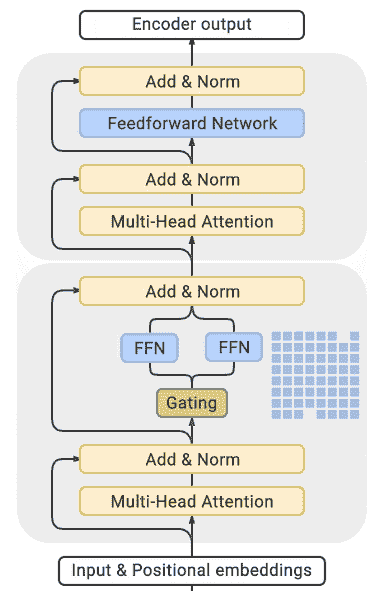 Encoder output
Add & Norm
Feedforward Network
Add & Norm
Multi-Head Attention
Add & Norm
FFN FFN
Gating
Add & Norm
Multi-Head Attention
Input & Positional embeddings